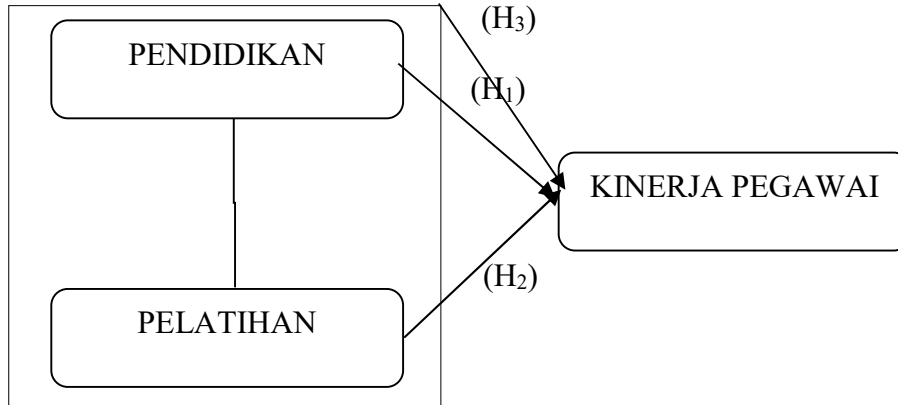 (H₃)
PENDIDIKAN
(H₁)
KINERJA PEGAWAI
(H₂)
PELATIHAN